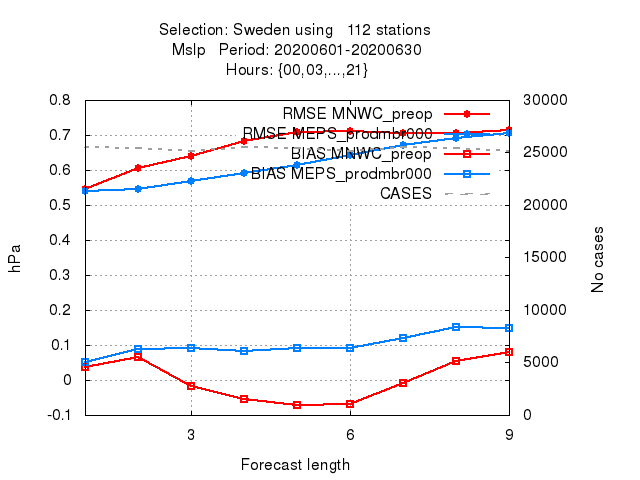 Selection: Sweden using   112 stations
Mslp   Period: 20200601-20200630
Hours: {00,03,...,21}
0.8
0.7
0.6
0.5
0.4
0.3
0.2
0.1
0
-0.1
hPa
RMSE MNWC_preop
RMSE MEPS_prodmbr000
BIAS MNWC_preop
BIAS MEPS_prodmbr000
CASES
30000
25000
20000
15000
10000
5000
0
No cases
3 6 9
Forecast length